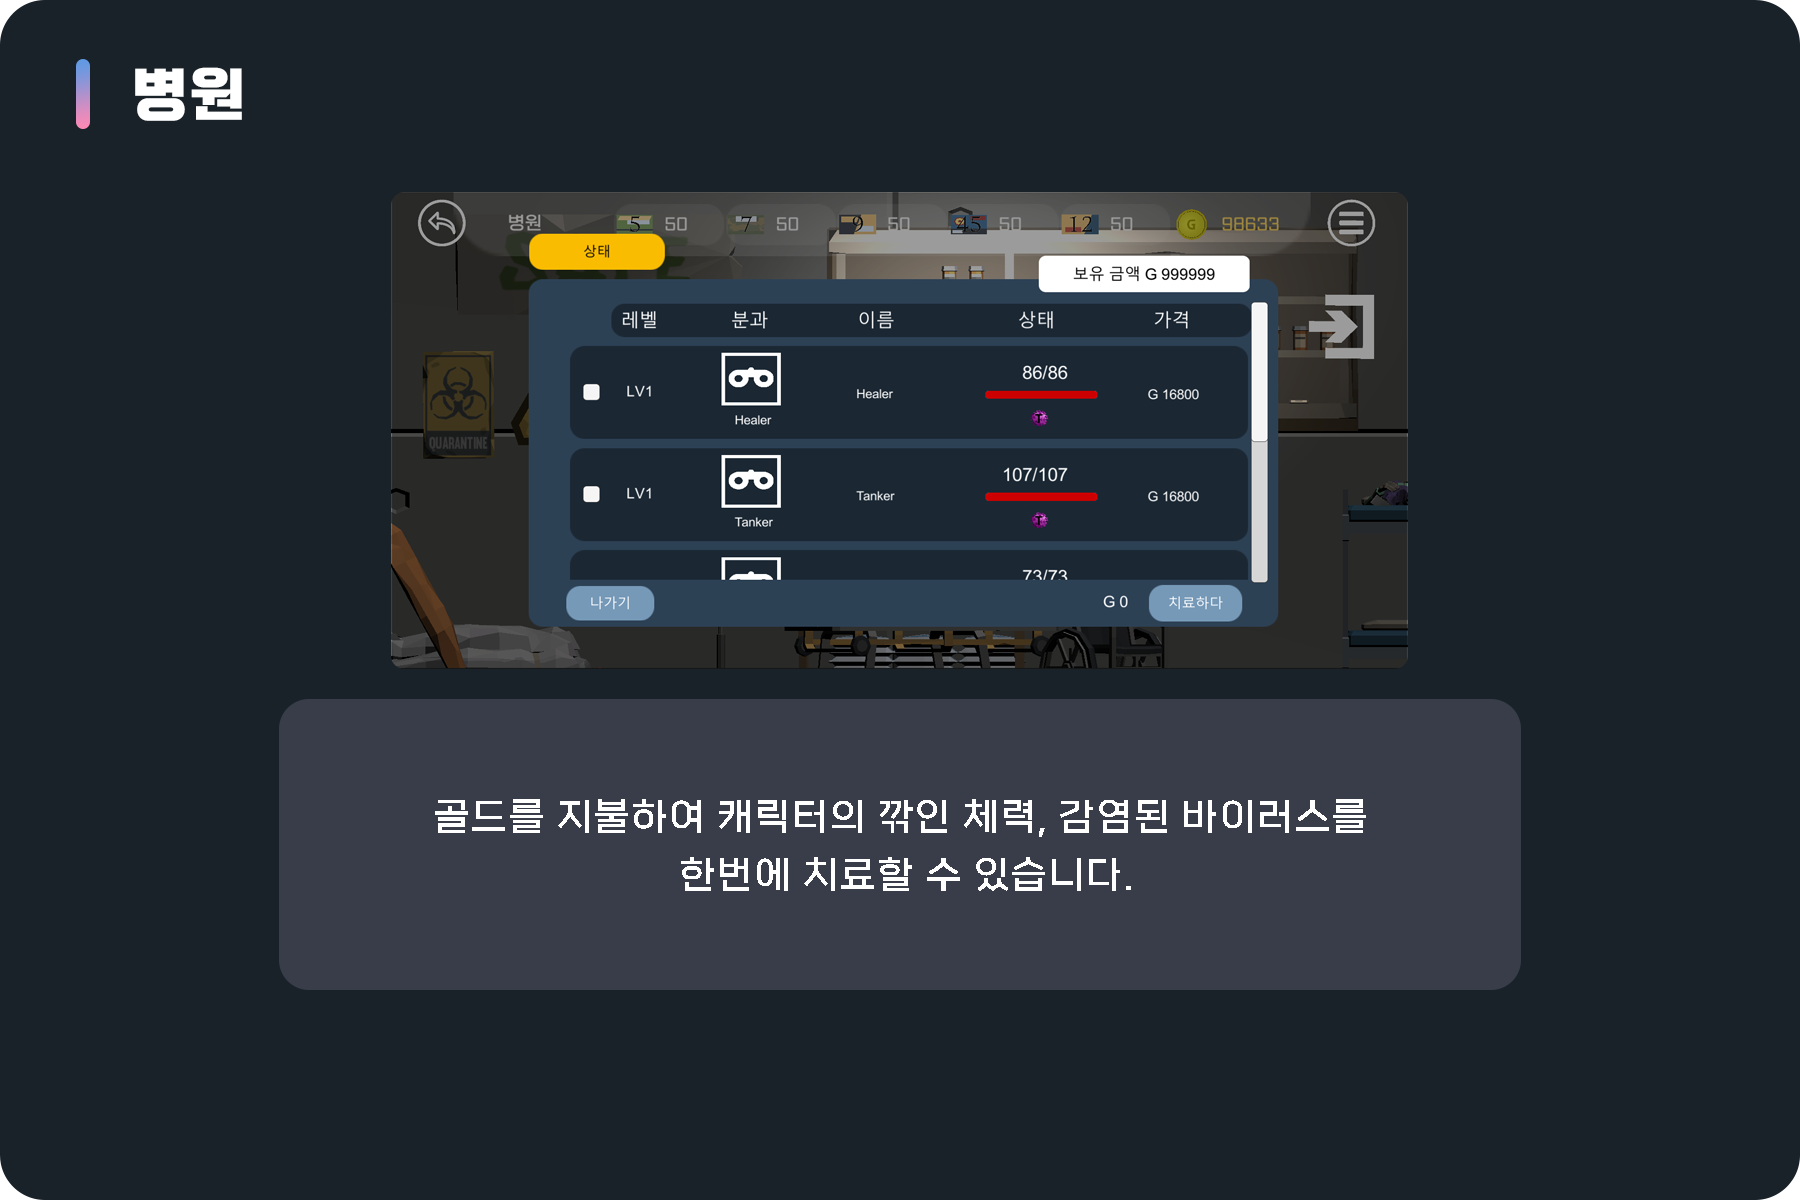 병원
병원 5 50 7 50 9 50 45 50 12 50 G 98633
상태
보유 금액 G 999999
레벨 분과 이름 상태 가격
LV1 Healer Healer 86/86 T G 16800
QUARANTINE
LV1 Tanker Tanker 107/107 T G 16800
73/73
나가기 G 0 치료하다
골드를 지불하여 캐릭터의 깎인 체력, 감염된 바이러스를
한번에 치료할 수 있습니다.